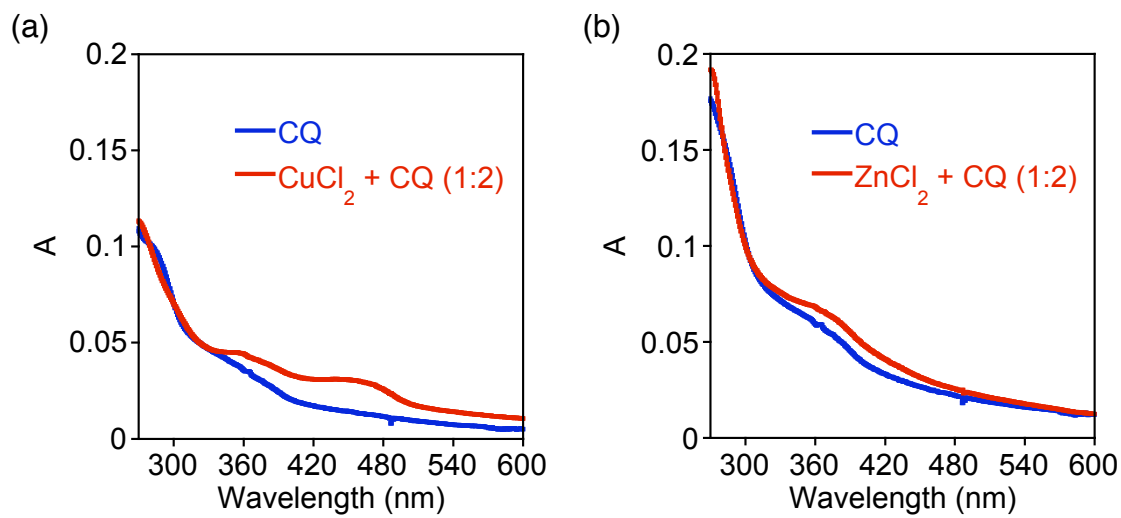 (a)
0.2
0.15
0.1
0.05
0
A
CQ
CuCl₂ + CQ (1:2)
300 360 420 480 540 600
Wavelength (nm)
(b)
0.2
0.15
0.1
0.05
0
A
CQ
ZnCl₂ + CQ (1:2)
300 360 420 480 540 600
Wavelength (nm)